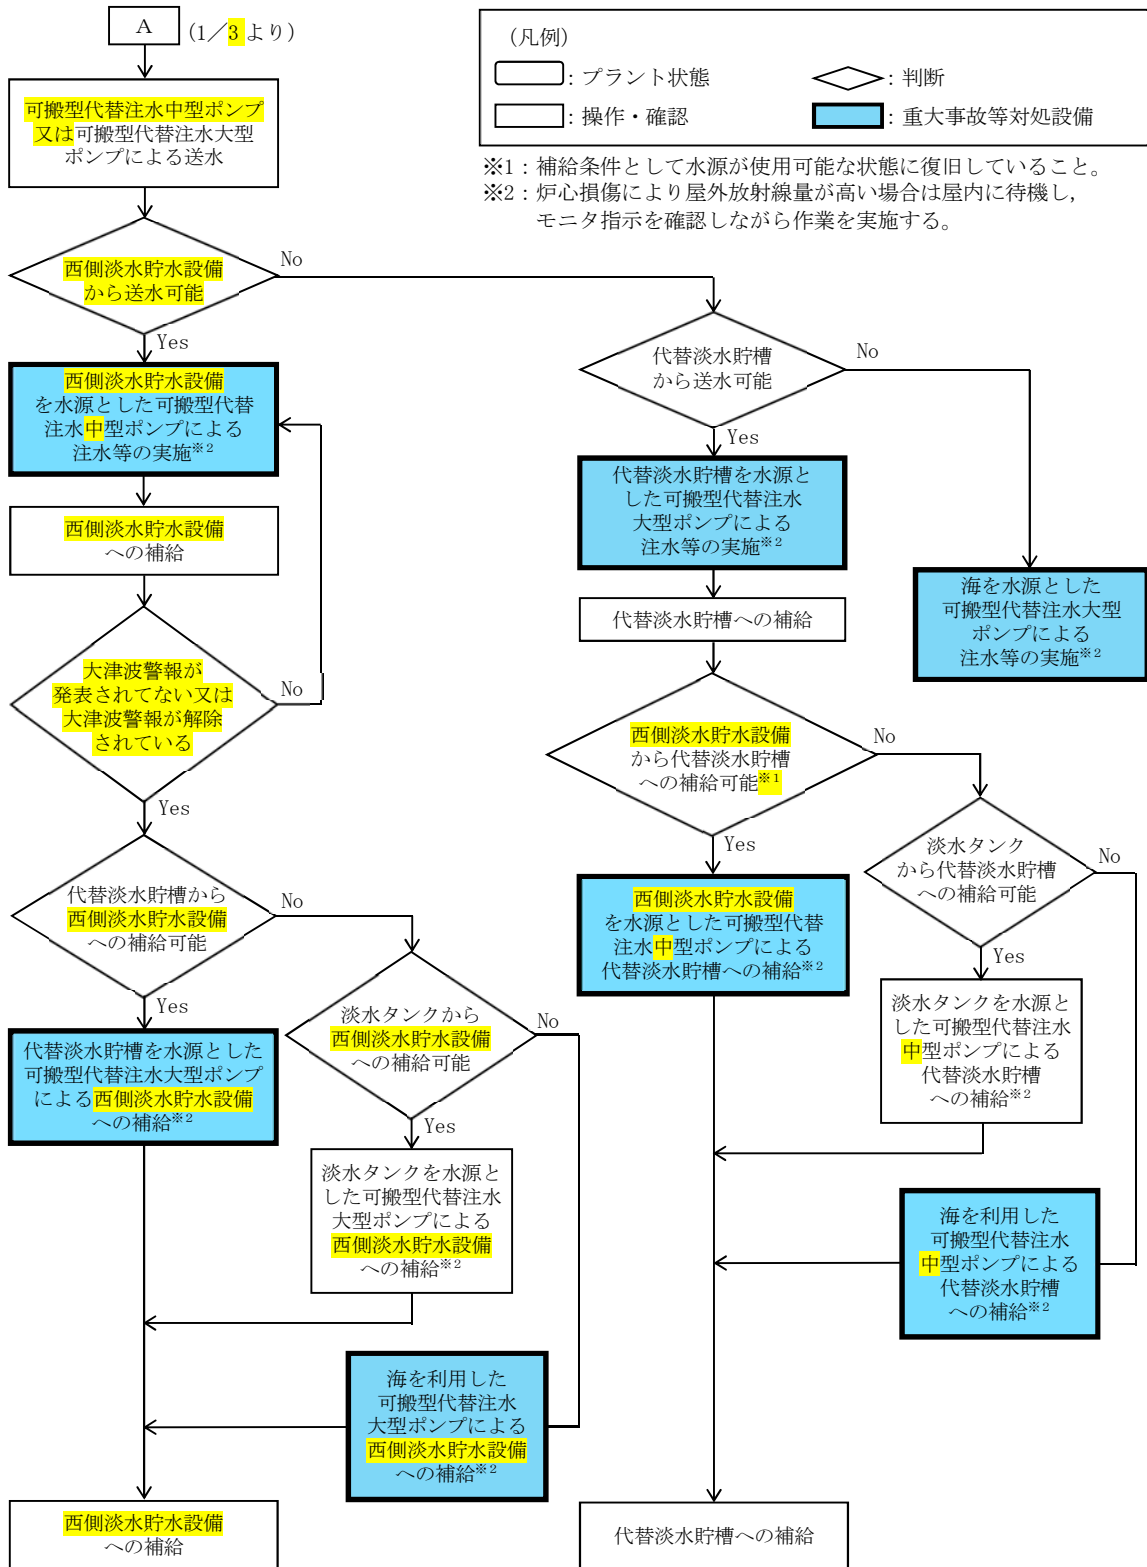 A
(1/3より)
(凡例)
: プラント状態
: 判断
: 操作・確認
: 重大事故等対処設備
※1:補給条件として水源が使用可能な状態に復旧していること。
※2:炉心損傷により屋外放射線量が高い場合は屋内に待機し,
モニタ指示を確認しながら作業を実施する。
可搬型代替注水中型ポンプ
又は可搬型代替注水大型
ポンプによる送水
西側淡水貯水設備
から送水可能
No
Yes
西側淡水貯水設備
を水源とした可搬型代替
注水中型ポンプによる
注水等の実施※2
西側淡水貯水設備
への補給
大津波警報が
発表されてない又は
大津波警報が解除
されている
No
Yes
代替淡水貯槽から
西側淡水貯水設備
への補給可能
No
Yes
代替淡水貯槽を水源とした
可搬型代替注水大型ポンプ
による西側淡水貯水設備
への補給※2
淡水タンクから
西側淡水貯水設備
への補給可能
No
Yes
淡水タンクを水源と
した可搬型代替注水
大型ポンプによる
西側淡水貯水設備
への補給※2
海を利用した
可搬型代替注水
大型ポンプによる
西側淡水貯水設備
への補給※2
西側淡水貯水設備
への補給
代替淡水貯槽
から送水可能
No
Yes
代替淡水貯槽を水源と
した可搬型代替注水
大型ポンプによる
注水等の実施※2
海を水源とした
可搬型代替注水大型
ポンプによる
注水等の実施※2
代替淡水貯槽への補給
西側淡水貯水設備
から代替淡水貯槽
への補給可能※1
No
Yes
西側淡水貯水設備
を水源とした可搬型代替
注水中型ポンプによる
代替淡水貯槽への補給※2
淡水タンク
から代替淡水貯槽
への補給可能
No
Yes
淡水タンクを水源と
した可搬型代替注水
中型ポンプによる
代替淡水貯槽
への補給※2
海を利用した
可搬型代替注水
中型ポンプによる
代替淡水貯槽
への補給※2
代替淡水貯槽への補給